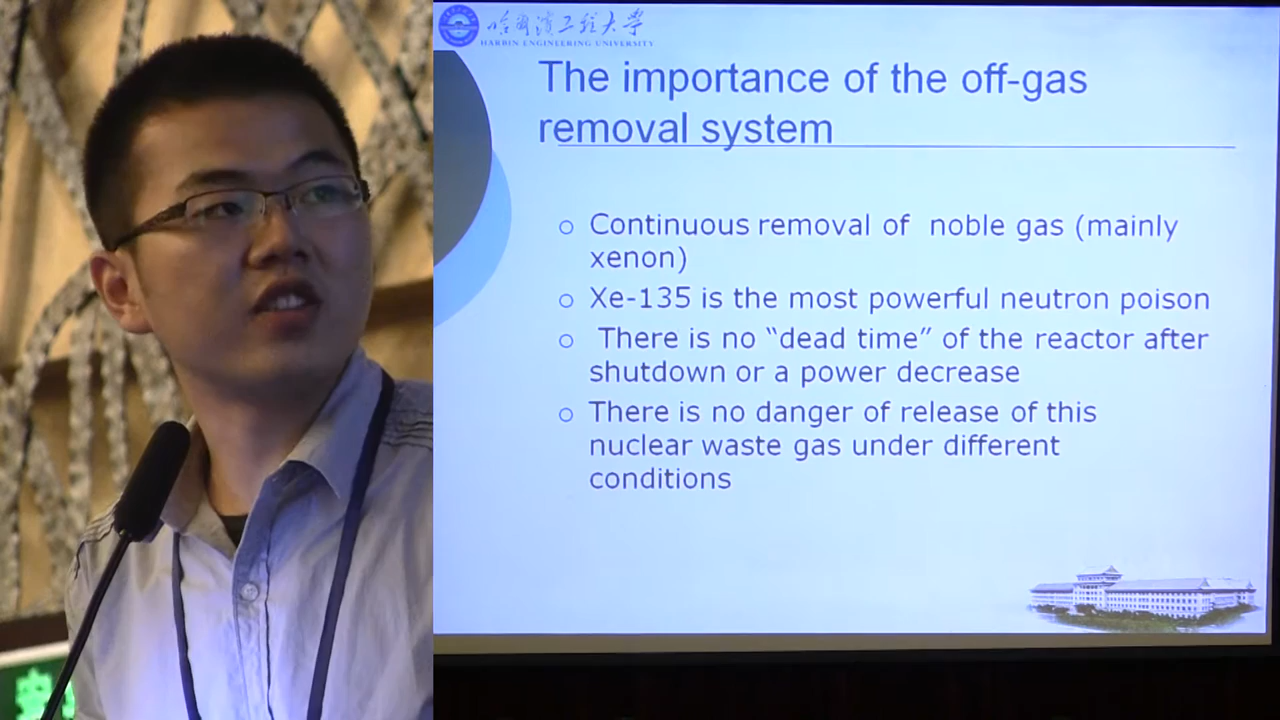 哈尔滨工程大学
HARBIN ENGINEERING UNIVERSITY
The importance of the off-gas
removal system
Continuous removal of  noble gas (mainly
xenon)
Xe-135 is the most powerful neutron poison
There is no “dead time” of the reactor after
shutdown or a power decrease
There is no danger of release of this
nuclear waste gas under different
conditions